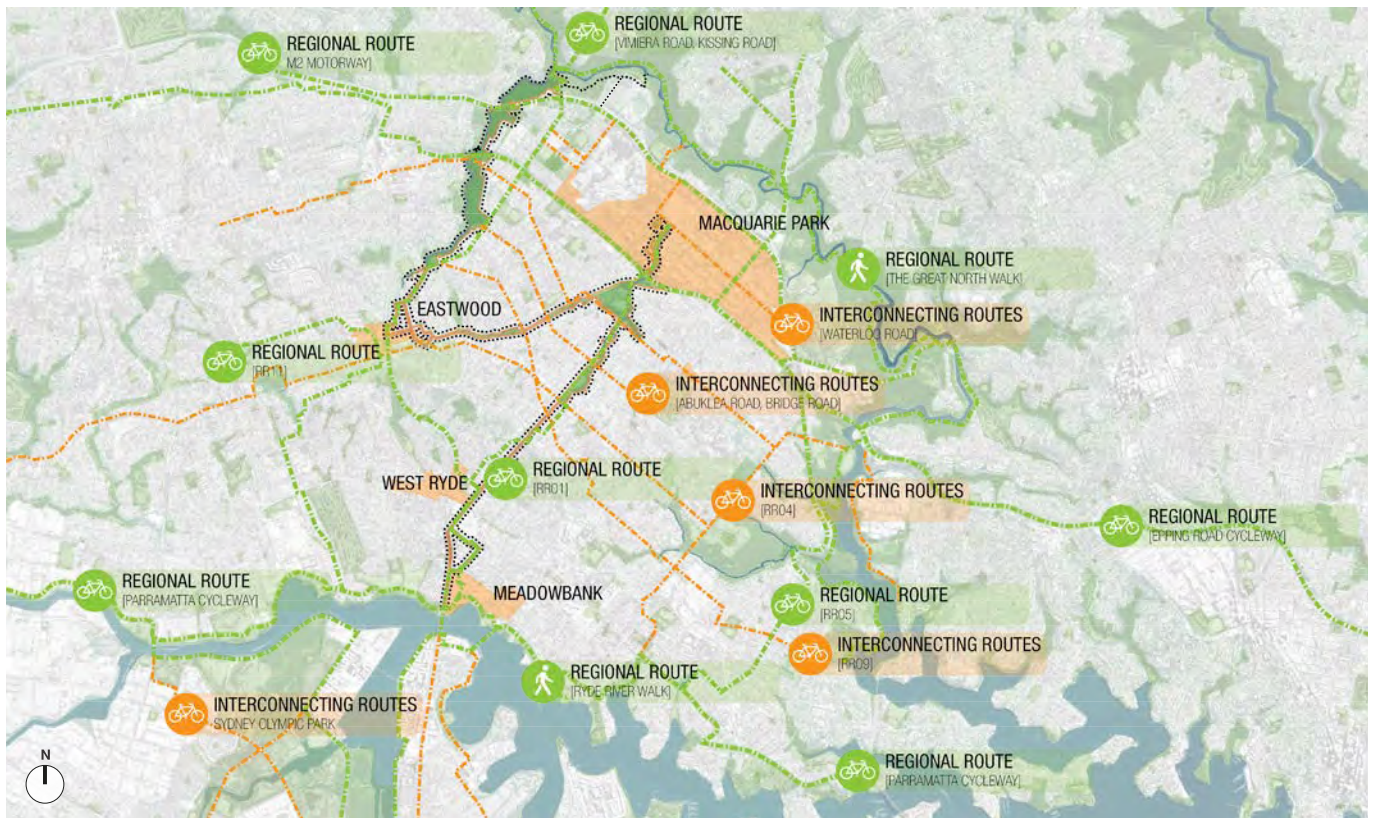 REGIONAL ROUTE
[VIMIERA ROAD, KISSING ROAD]
REGIONAL ROUTE
M2 MOTORWAY]
MACQUARIE PARK
REGIONAL ROUTE
[THE GREAT NORTH WALK]
EASTWOOD
INTERCONNECTING ROUTES
[WATERLOO ROAD]
REGIONAL ROUTE
[RR11]
INTERCONNECTING ROUTES
[ABUKLEA ROAD, BRIDGE ROAD]
WEST RYDE
REGIONAL ROUTE
[RR01]
INTERCONNECTING ROUTES
[RR04]
REGIONAL ROUTE
[EPPING ROAD CYCLEWAY]
REGIONAL ROUTE
[PARRAMATTA CYCLEWAY]
MEADOWBANK
REGIONAL ROUTE
[RR05]
INTERCONNECTING ROUTES
[RR09]
REGIONAL ROUTE
[RYDE RIVER WALK]
INTERCONNECTING ROUTES
SYDNEY OLYMPIC PARK
N
REGIONAL ROUTE
[PARRAMATTA CYCLEWAY]